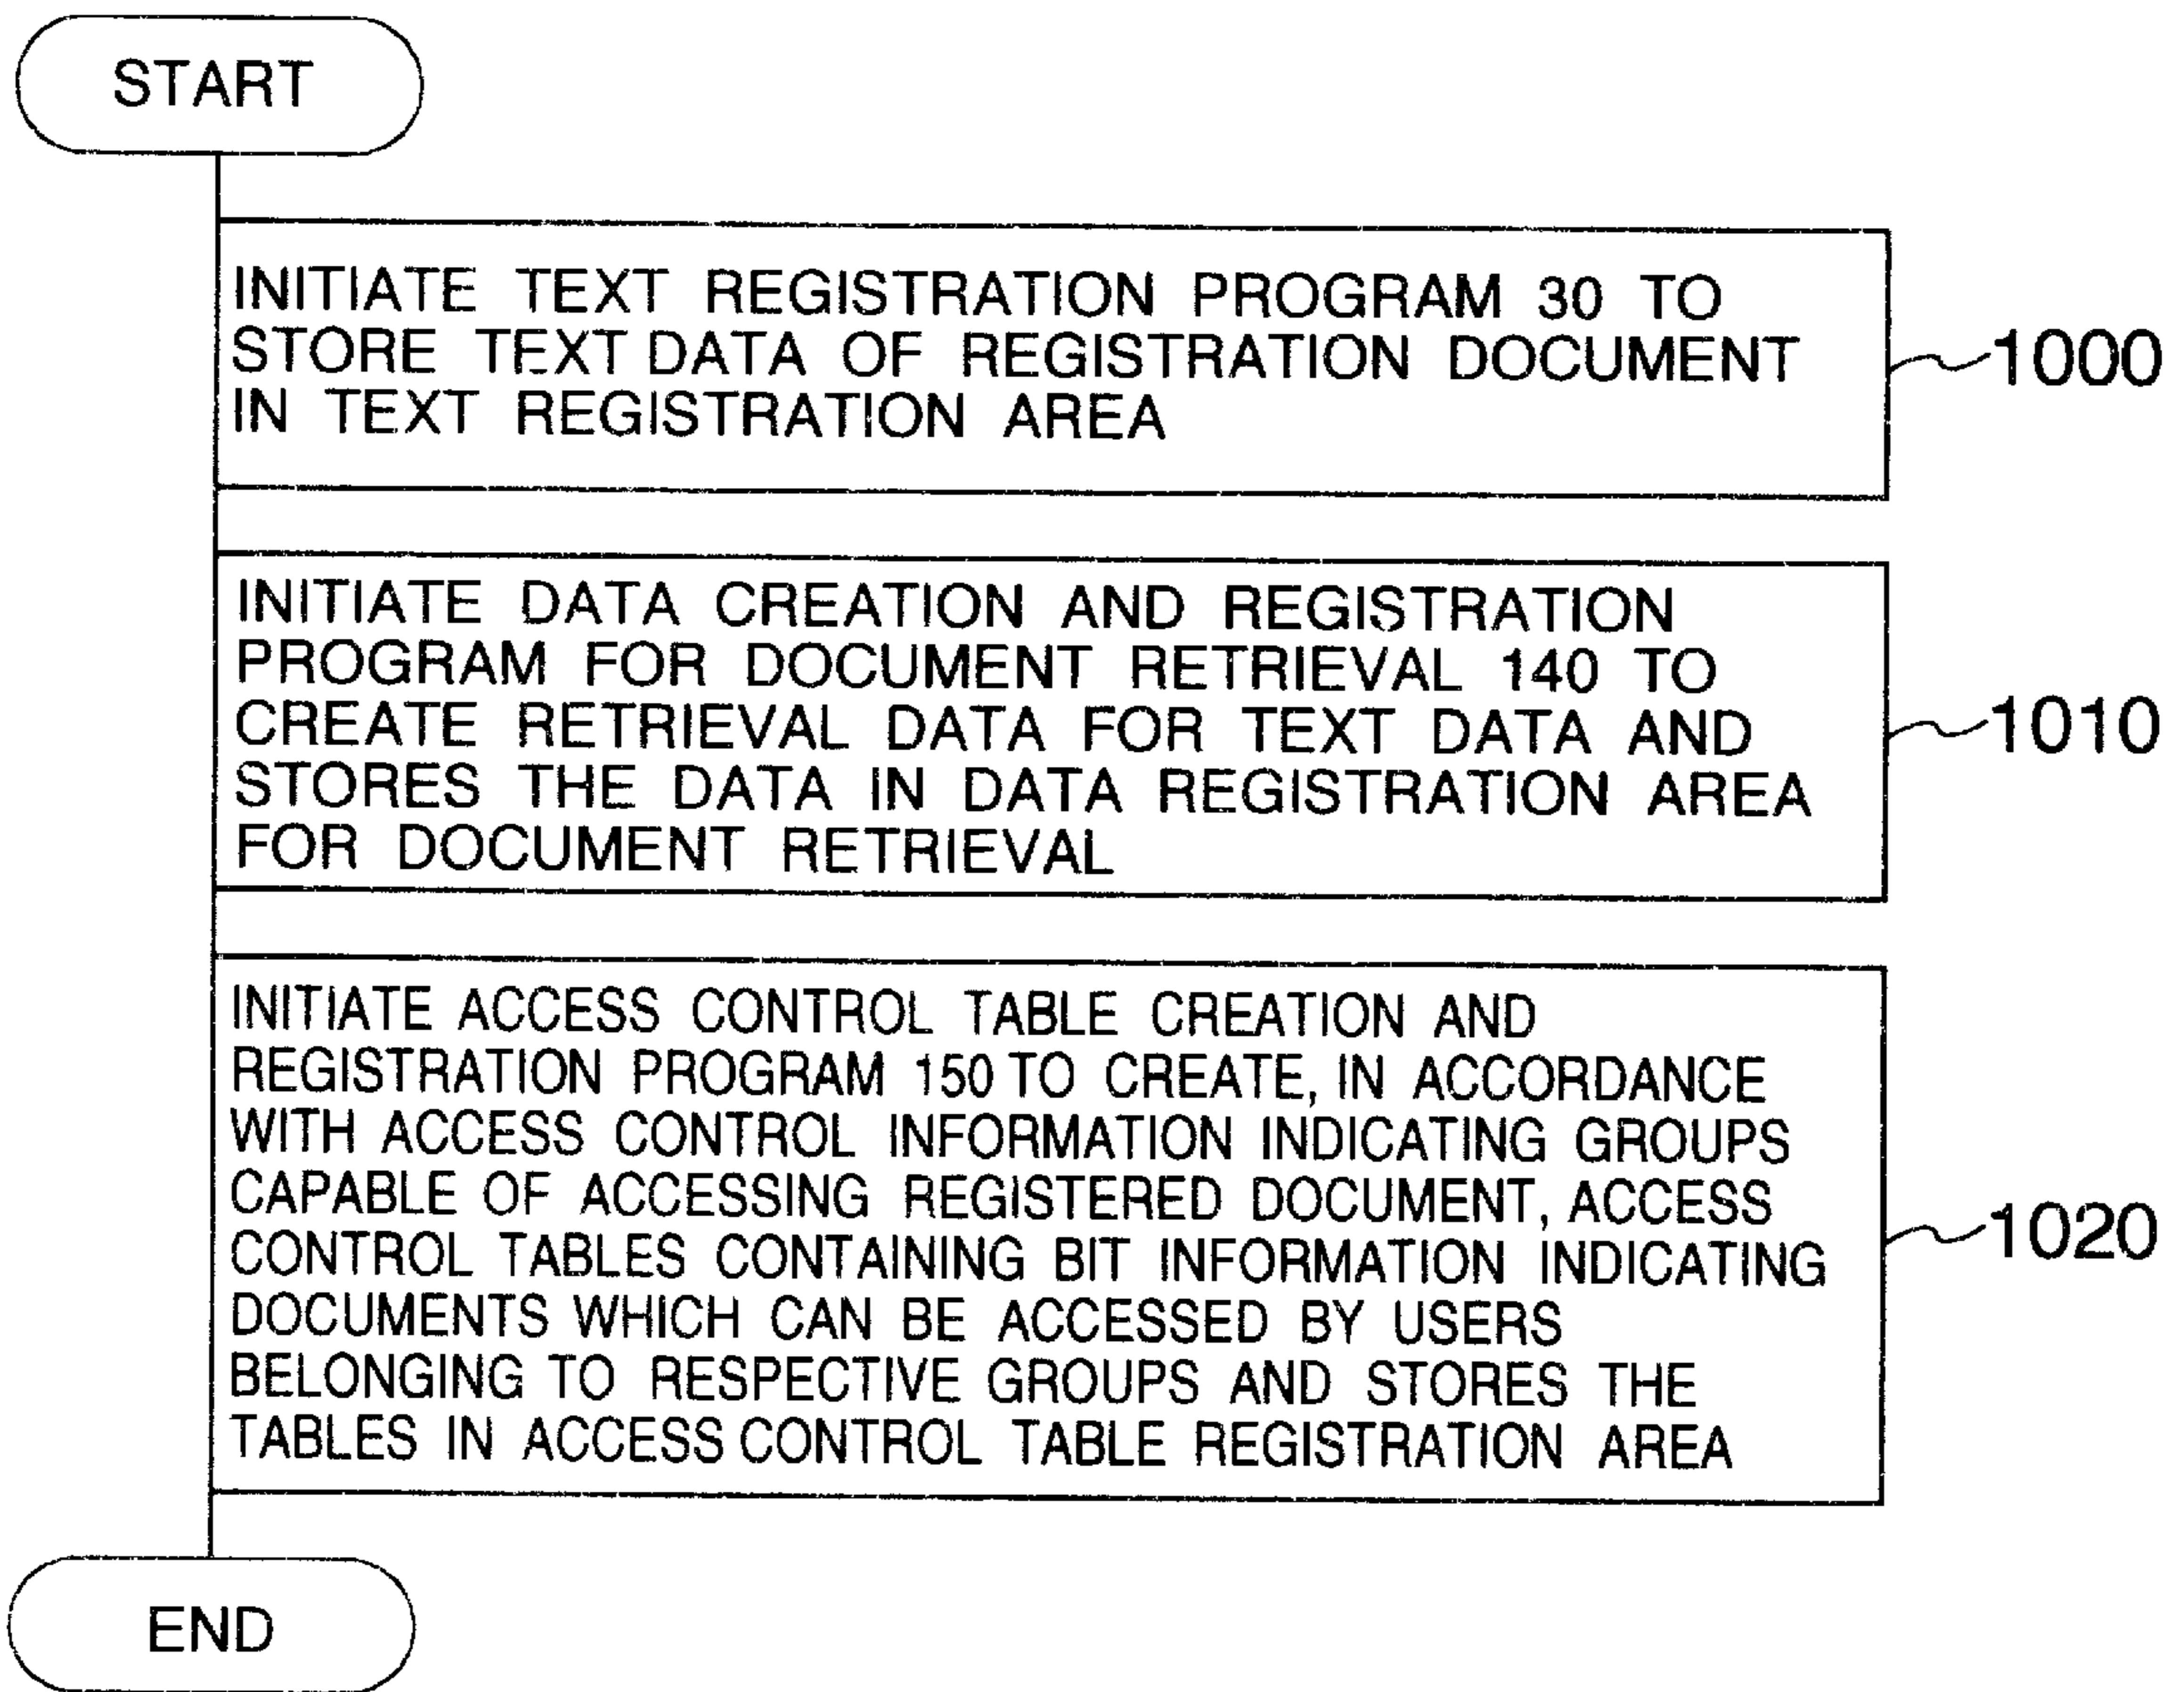 START
INITIATE TEXT REGISTRATION PROGRAM 30 TO
STORE TEXT DATA OF REGISTRATION DOCUMENT
IN TEXT REGISTRATION AREA
1000
INITIATE DATA CREATION AND REGISTRATION
PROGRAM FOR DOCUMENT RETRIEVAL 140 TO
CREATE RETRIEVAL DATA FOR TEXT DATA AND
STORES THE DATA IN DATA REGISTRATION AREA
FOR DOCUMENT RETRIEVAL
1010
INITIATE ACCESS CONTROL TABLE CREATION AND
REGISTRATION PROGRAM 150 TO CREATE, IN ACCORDANCE
WITH ACCESS CONTROL INFORMATION INDICATING GROUPS
CAPABLE OF ACCESSING REGISTERED DOCUMENT, ACCESS
CONTROL TABLES CONTAINING BIT INFORMATION INDICATING
DOCUMENTS WHICH CAN BE ACCESSED BY USERS
BELONGING TO RESPECTIVE GROUPS AND STORES THE
TABLES IN ACCESS CONTROL TABLE REGISTRATION AREA
1020
END